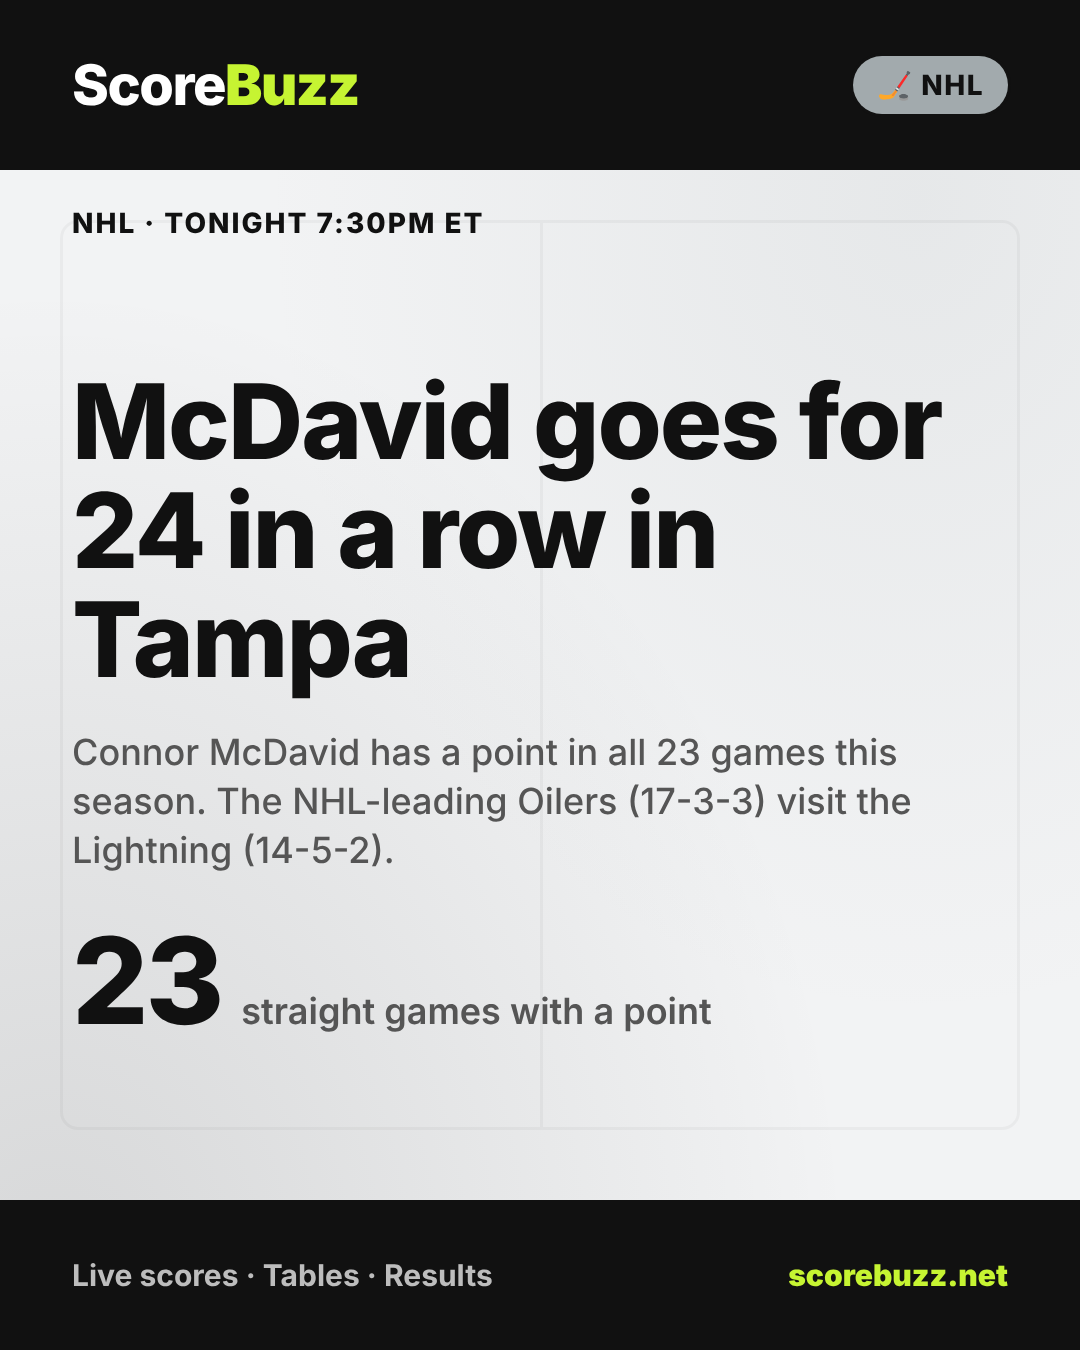 ScoreBuzz
NHL
NHL · TONIGHT 7:30PM ET
McDavid goes for
24 in a row in
Tampa
Connor McDavid has a point in all 23 games this
season. The NHL-leading Oilers (17-3-3) visit the
Lightning (14-5-2).
23 straight games with a point
Live scores · Tables · Results
scorebuzz.net